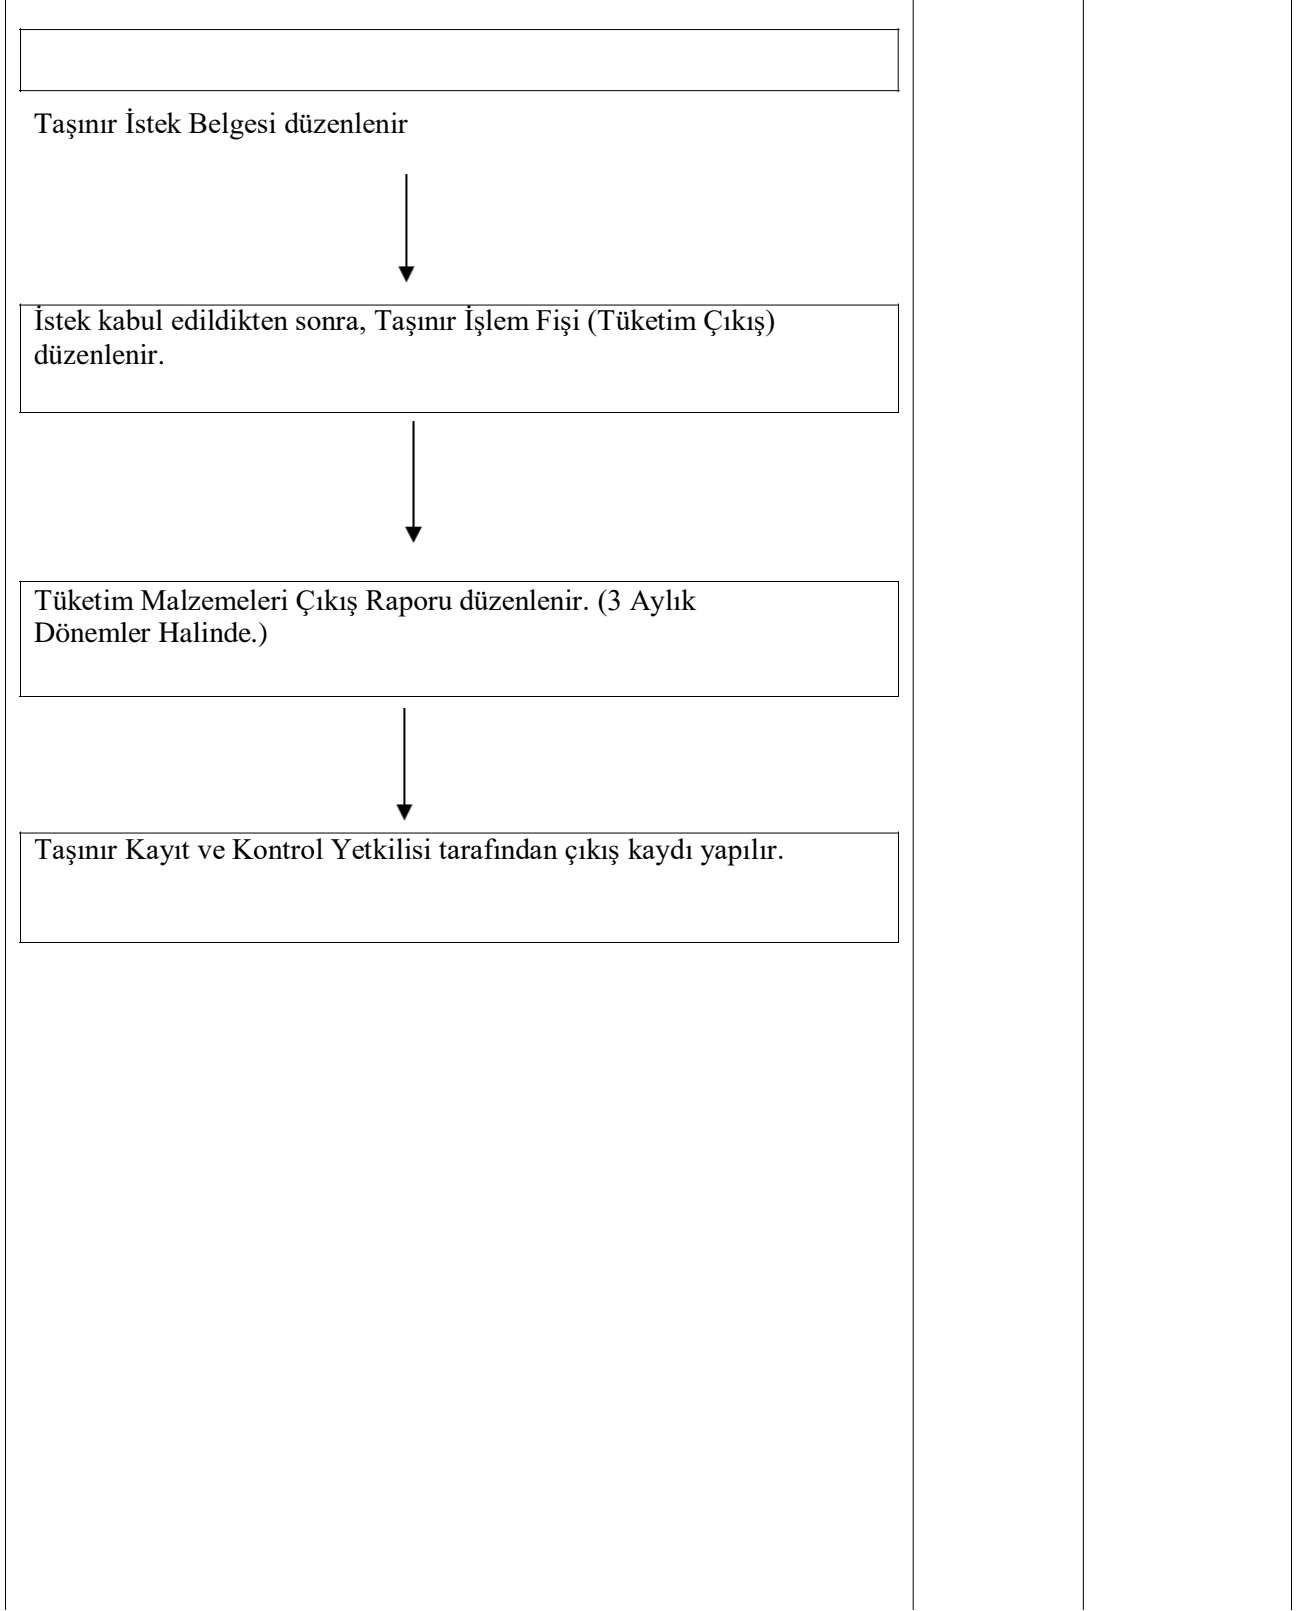 Taşınır İstek Belgesi düzenlenir
İstek kabul edildikten sonra, Taşınır İşlem Fişi (Tüketim Çıkış)
düzenlenir.
Tüketim Malzemeleri Çıkış Raporu düzenlenir. (3 Aylık
Dönemler Halinde.)
Taşınır Kayıt ve Kontrol Yetkilisi tarafından çıkış kaydı yapılır.